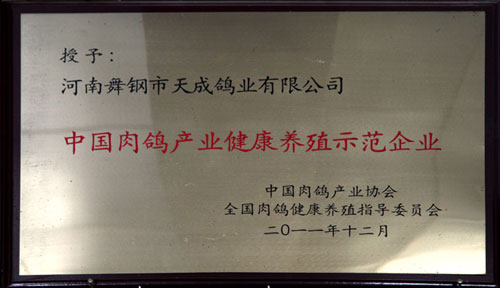 授予：
河南舞钢市天成鸽业有限公司
中国肉鸽产业健康养殖示范企业
中国肉鸽产业协会
全国肉鸽健康养殖指导委员会
二〇一一年十二月